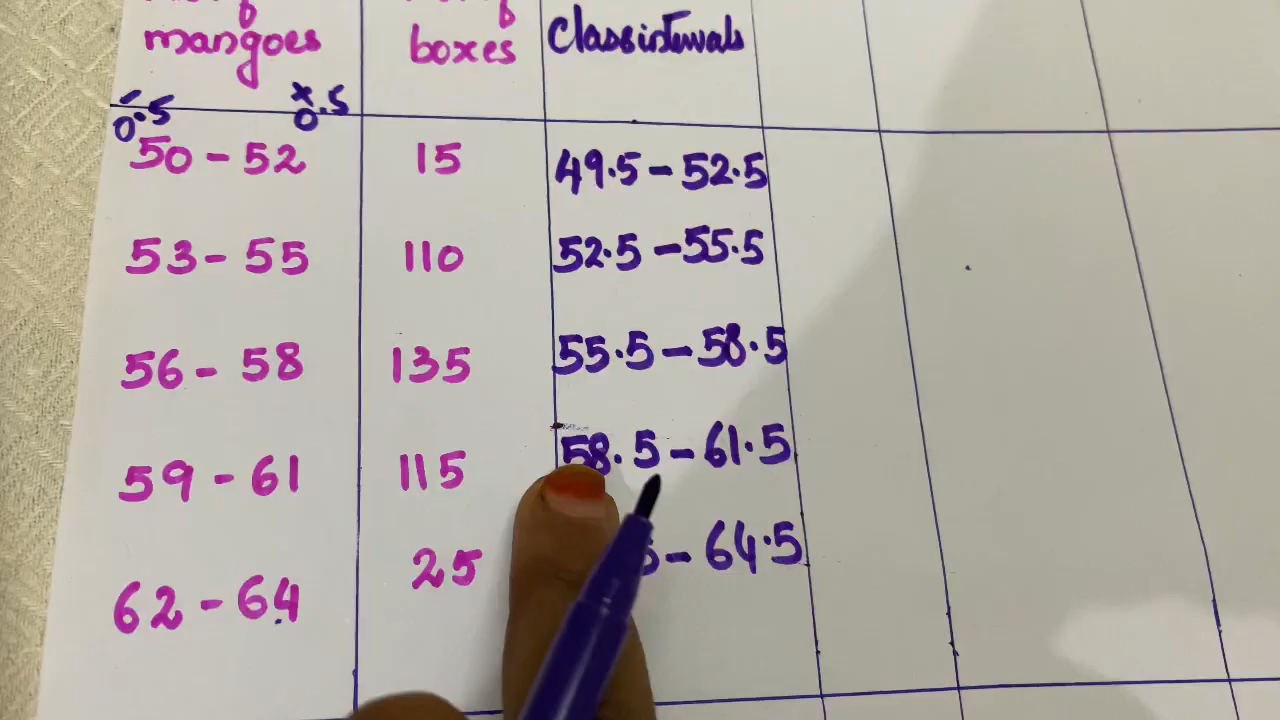 mangoes boxes Class intervals
-0.5 +0.5
50 - 52 15 49.5 - 52.5
53 - 55 110 52.5 - 55.5
56 - 58 135 55.5 - 58.5
59 - 61 115 58.5 - 61.5
62 - 64 25 - 64.5